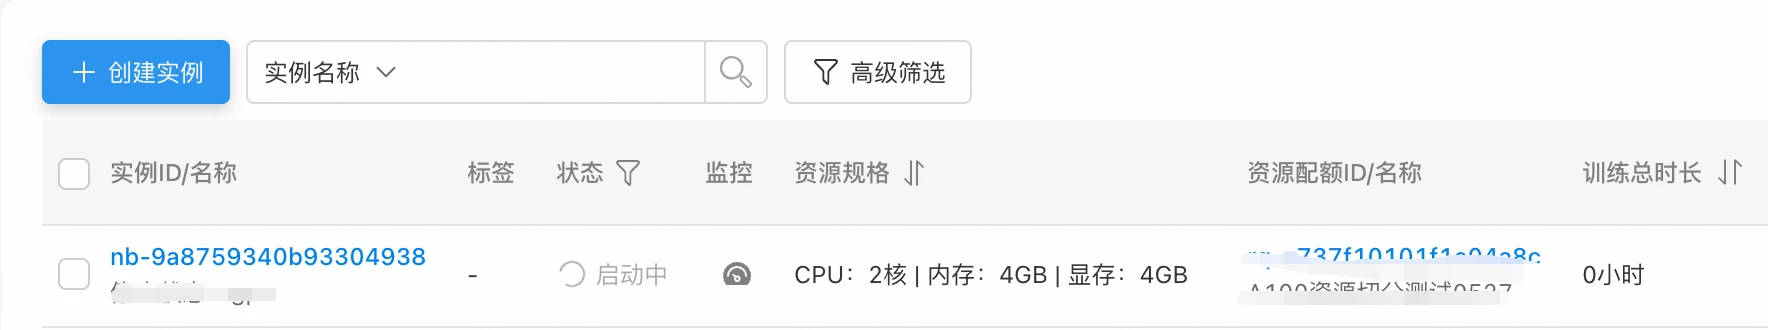 创建实例 实例名称 高级筛选
实例ID/名称 标签 状态 监控 资源规格 资源配额ID/名称 训练总时长
nb-9a8759340b93304938 - 启动中 CPU：2核 | 内存：4GB | 显存：4GB 0小时